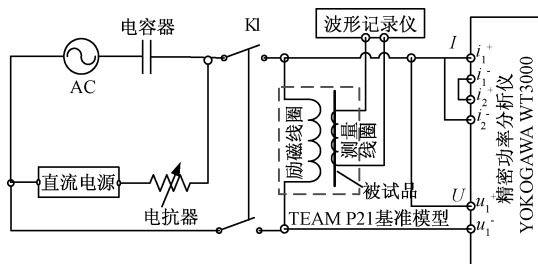 电容器
K1
波形记录仪
I
i₁⁺
i₁⁻
i₂⁺
i₂⁻
AC
励磁线圈
测量线圈
直流电源
电抗器
被试品
TEAM P21基准模型
U
u₁⁺
u₁⁻
精密功率分析仪
YOKOGAWA WT3000